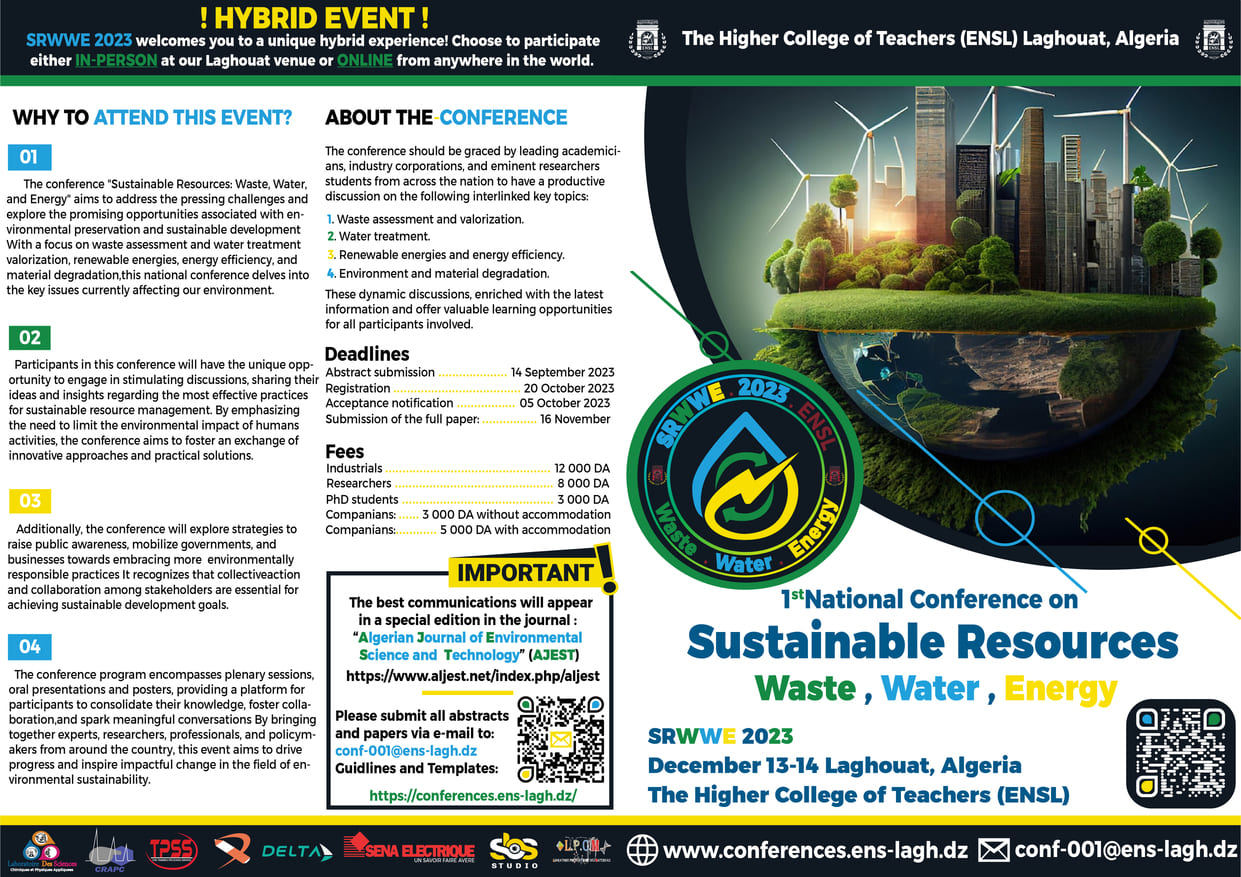 ! HYBRID EVENT !
SRWWE 2023 welcomes you to a unique hybrid experience! Choose to participate
either IN-PERSON at our Laghouat venue or ONLINE from anywhere in the world.
ENSL
The Higher College of Teachers (ENSL) Laghouat, Algeria
ENSL
WHY TO ATTEND THIS EVENT?
01
The conference "Sustainable Resources: Waste, Water,
and Energy" aims to address the pressing challenges and
explore the promising opportunities associated with en-
vironmental preservation and sustainable development
With a focus on waste assessment and water treatment
valorization, renewable energies, energy efficiency, and
material degradation,this national conference delves into
the key issues currently affecting our environment.
02
Participants in this conference will have the unique opp-
ortunity to engage in stimulating discussions, sharing their
ideas and insights regarding the most effective practices
for sustainable resource management. By emphasizing
the need to limit the environmental impact of humans
activities, the conference aims to foster an exchange of
innovative approaches and practical solutions.
03
Additionally, the conference will explore strategies to
raise public awareness, mobilize governments, and
businesses towards embracing more environmentally
responsible practices It recognizes that collectiveaction
and collaboration among stakeholders are essential for
achieving sustainable development goals.
04
The conference program encompasses plenary sessions,
oral presentations and posters, providing a platform for
participants to consolidate their knowledge, foster colla-
boration,and spark meaningful conversations By bringing
together experts, researchers, professionals, and policym-
akers from around the country, this event aims to drive
progress and inspire impactful change in the field of en-
vironmental sustainability.
ABOUT THE-CONFERENCE
The conference should be graced by leading academici-
ans, industry corporations, and eminent researchers
students from across the nation to have a productive
discussion on the following interlinked key topics:
1. Waste assessment and valorization.
2. Water treatment.
3. Renewable energies and energy efficiency.
4. Environment and material degradation.
These dynamic discussions, enriched with the latest
information and offer valuable learning opportunities
for all participants involved.
Deadlines
Abstract submission .................... 14 September 2023
Registration ..................................... 20 October 2023
Acceptance notification ................. 05 October 2023
Submission of the full paper: ................ 16 November
Fees
Industrials ................................................ 12 000 DA
Researchers .............................................. 8 000 DA
PhD students ............................................ 3 000 DA
Companians: ...... 3 000 DA without accommodation
Companians:............ 5 000 DA with accommodation
IMPORTANT !
The best communications will appear
in a special edition in the journal :
“Algerian Journal of Environmental
Science and Technology” (AJEST)
https://www.aljest.net/index.php/aljest
Please submit all abstracts
and papers via e-mail to:
conf-001@ens-lagh.dz
Guidlines and Templates:
https://conferences.ens-lagh.dz/
SRWWE . 2023 . ENSL
Waste . Water . Energy
1st National Conference on
Sustainable Resources
Waste , Water , Energy
SRWWE 2023
December 13-14 Laghouat, Algeria
The Higher College of Teachers (ENSL)
Laboratoire Des Sciences
Chimiques et Physiques Appliquées
CRAPC
TPSS
DELTA
SENA ELECTRIQUE
UN SAVOIR FAIRE AVERE
SBS
STUDIO
www.conferences.ens-lagh.dz
conf-001@ens-lagh.dz